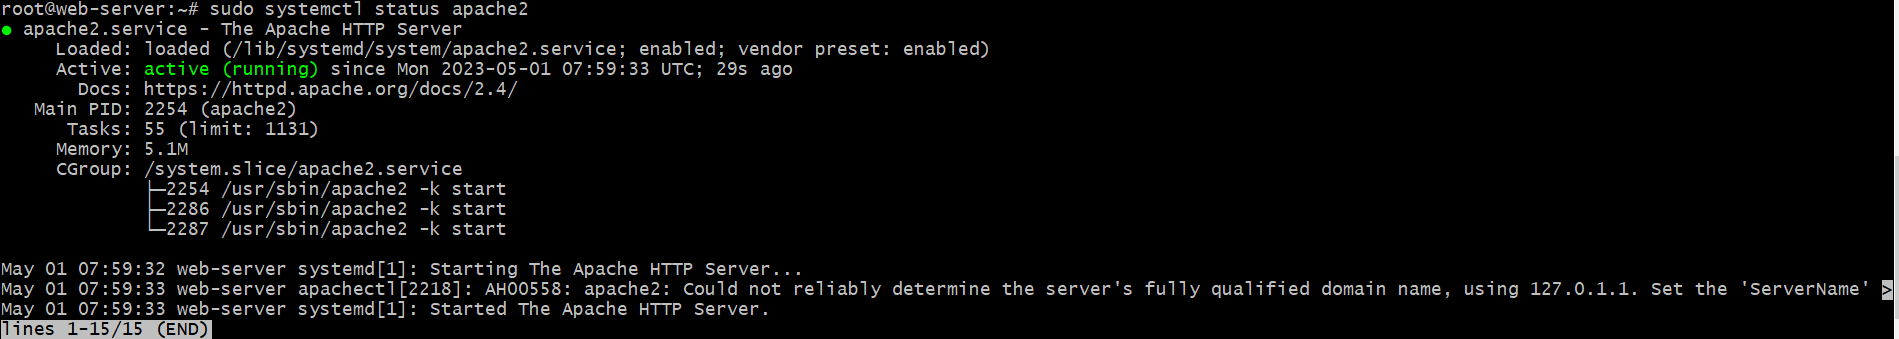 root@web-server:~# sudo systemctl status apache2
● apache2.service - The Apache HTTP Server
     Loaded: loaded (/lib/systemd/system/apache2.service; enabled; vendor preset: enabled)
     Active: active (running) since Mon 2023-05-01 07:59:33 UTC; 29s ago
       Docs: https://httpd.apache.org/docs/2.4/
   Main PID: 2254 (apache2)
      Tasks: 55 (limit: 1131)
     Memory: 5.1M
     CGroup: /system.slice/apache2.service
             ├─2254 /usr/sbin/apache2 -k start
             ├─2286 /usr/sbin/apache2 -k start
             └─2287 /usr/sbin/apache2 -k start
May 01 07:59:32 web-server systemd[1]: Starting The Apache HTTP Server...
May 01 07:59:33 web-server apachectl[2218]: AH00558: apache2: Could not reliably determine the server's fully qualified domain name, using 127.0.1.1. Set the 'ServerName' >
May 01 07:59:33 web-server systemd[1]: Started The Apache HTTP Server.
lines 1-15/15 (END)